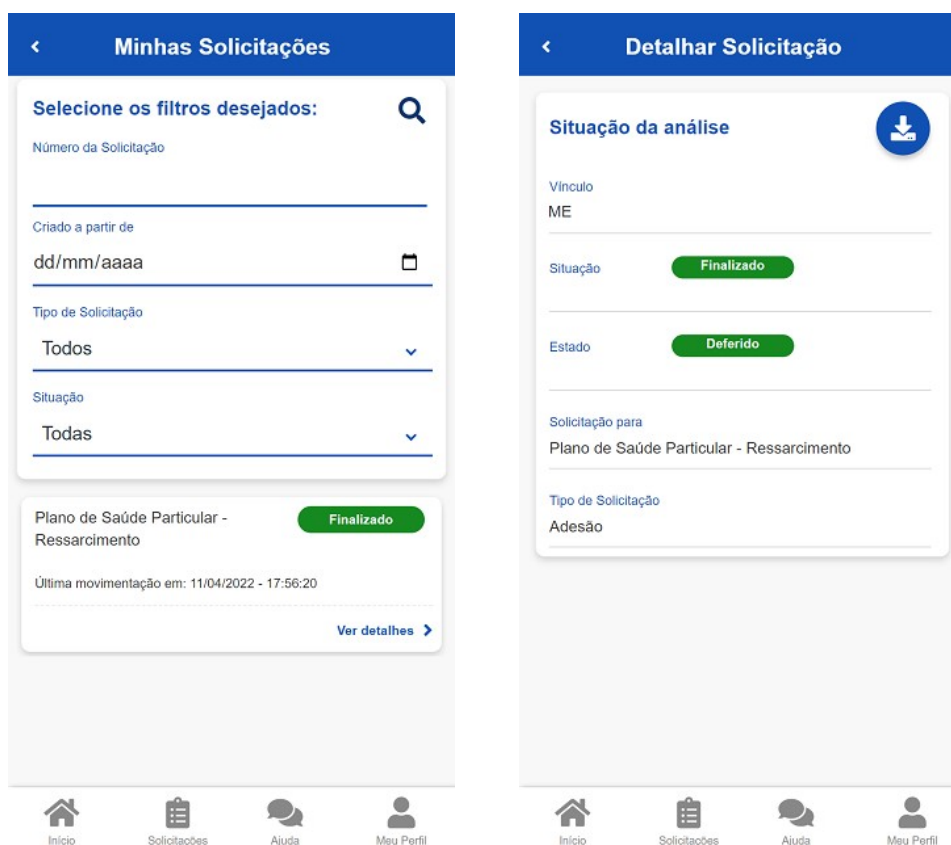 Minhas Solicitações
Selecione os filtros desejados:
Número da Solicitação
Criado a partir de
dd/mm/aaaa
Tipo de Solicitação
Todos
Situação
Todas
Plano de Saúde Particular -
Ressarcimento
Finalizado
Última movimentação em: 11/04/2022 - 17:56:20
Ver detalhes
Início
Solicitações
Ajuda
Meu Perfil
Detalhar Solicitação
Situação da análise
Vínculo
ME
Situação
Finalizado
Estado
Deferido
Solicitação para
Plano de Saúde Particular - Ressarcimento
Tipo de Solicitação
Adesão
Início
Solicitações
Ajuda
Meu Perfil